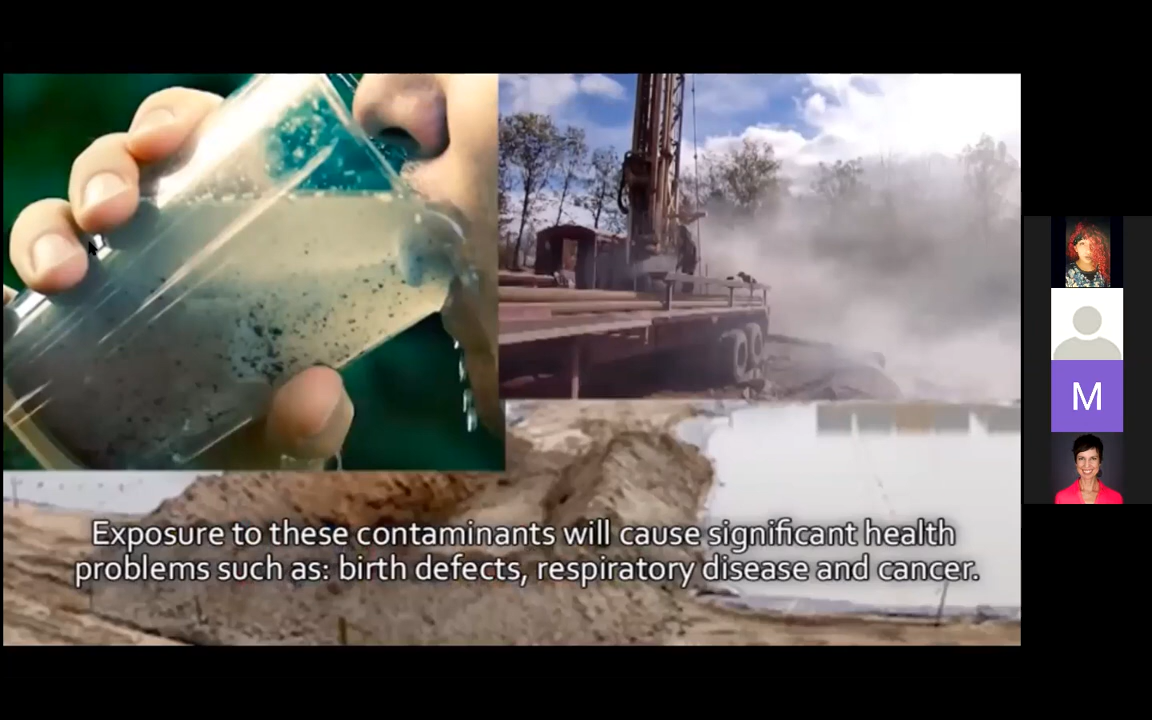 Exposure to these contaminants will cause significant health
problems such as: birth defects, respiratory disease and cancer.
M